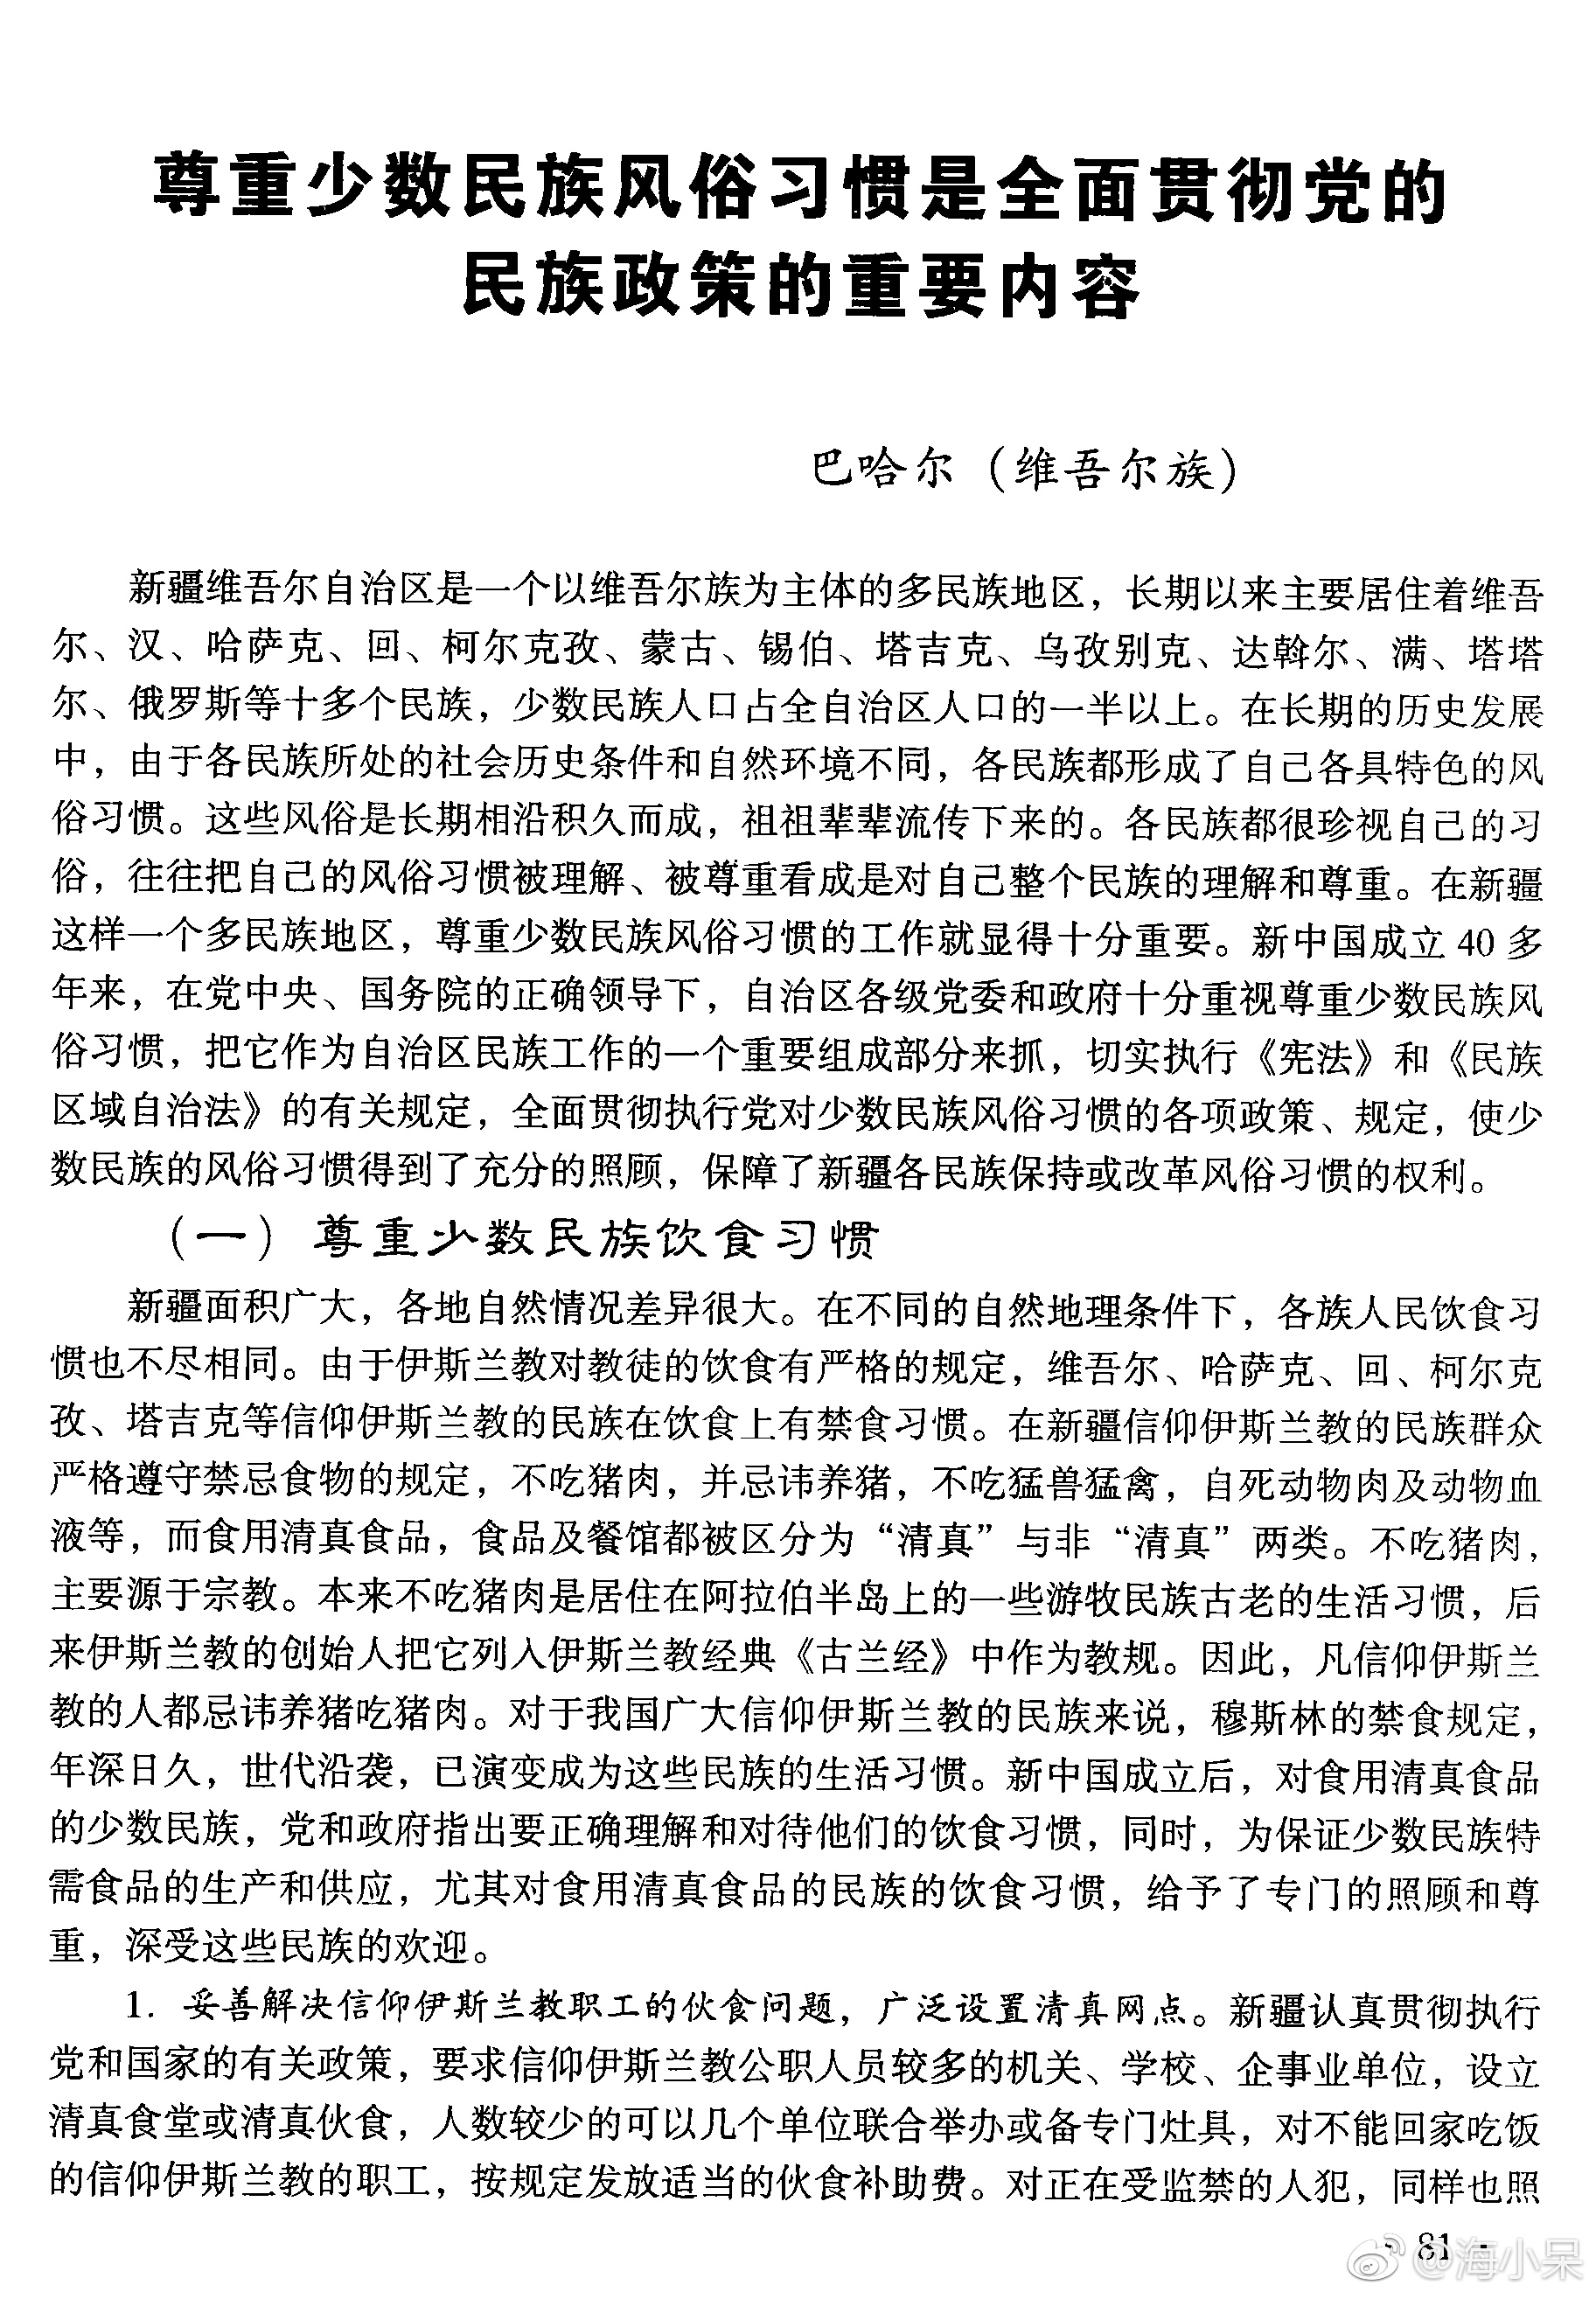 尊重少数民族风俗习惯是全面贯彻党的
民族政策的重要内容
巴哈尔（维吾尔族）
新疆维吾尔自治区是一个以维吾尔族为主体的多民族地区，长期以来主要居住着维吾
尔、汉、哈萨克、回、柯尔克孜、蒙古、锡伯、塔吉克、乌孜别克、达斡尔、满、塔塔
尔、俄罗斯等十多个民族，少数民族人口占全自治区人口的一半以上。在长期的历史发展
中，由于各民族所处的社会历史条件和自然环境不同，各民族都形成了自己各具特色的风
俗习惯。这些风俗是长期相沿积久而成，祖祖辈辈流传下来的。各民族都很珍视自己的习
俗，往往把自己的风俗习惯被理解、被尊重看成是对自己整个民族的理解和尊重。在新疆
这样一个多民族地区，尊重少数民族风俗习惯的工作就显得十分重要。新中国成立 40 多
年来，在党中央、国务院的正确领导下，自治区各级党委和政府十分重视尊重少数民族风
俗习惯，把它作为自治区民族工作的一个重要组成部分来抓，切实执行《宪法》和《民族
区域自治法》的有关规定，全面贯彻执行党对少数民族风俗习惯的各项政策、规定，使少
数民族的风俗习惯得到了充分的照顾，保障了新疆各民族保持或改革风俗习惯的权利。
（一）尊重少数民族饮食习惯
新疆面积广大，各地自然情况差异很大。在不同的自然地理条件下，各族人民饮食习
惯也不尽相同。由于伊斯兰教对教徒的饮食有严格的规定，维吾尔、哈萨克、回、柯尔克
孜、塔吉克等信仰伊斯兰教的民族在饮食上有禁食习惯。在新疆信仰伊斯兰教的民族群众
严格遵守禁忌食物的规定，不吃猪肉，并忌讳养猪，不吃猛兽猛禽，自死动物肉及动物血
液等，而食用清真食品，食品及餐馆都被区分为“清真”与非“清真”两类。不吃猪肉，
主要源于宗教。本来不吃猪肉是居住在阿拉伯半岛上的一些游牧民族古老的生活习惯，后
来伊斯兰教的创始人把它列入伊斯兰教经典《古兰经》中作为教规。因此，凡信仰伊斯兰
教的人都忌讳养猪吃猪肉。对于我国广大信仰伊斯兰教的民族来说，穆斯林的禁食规定，
年深日久，世代沿袭，已演变成为这些民族的生活习惯。新中国成立后，对食用清真食品
的少数民族，党和政府指出要正确理解和对待他们的饮食习惯，同时，为保证少数民族特
需食品的生产和供应，尤其对食用清真食品的民族的饮食习惯，给予了专门的照顾和尊
重，深受这些民族的欢迎。
1. 妥善解决信仰伊斯兰教职工的伙食问题，广泛设置清真网点。新疆认真贯彻执行
党和国家的有关政策，要求信仰伊斯兰教公职人员较多的机关、学校、企事业单位，设立
清真食堂或清真伙食，人数较少的可以几个单位联合举办或备专门灶具，对不能回家吃饭
的信仰伊斯兰教的职工，按规定发放适当的伙食补助费。对正在受监禁的人犯，同样也照
· 81 ·
@海小呆